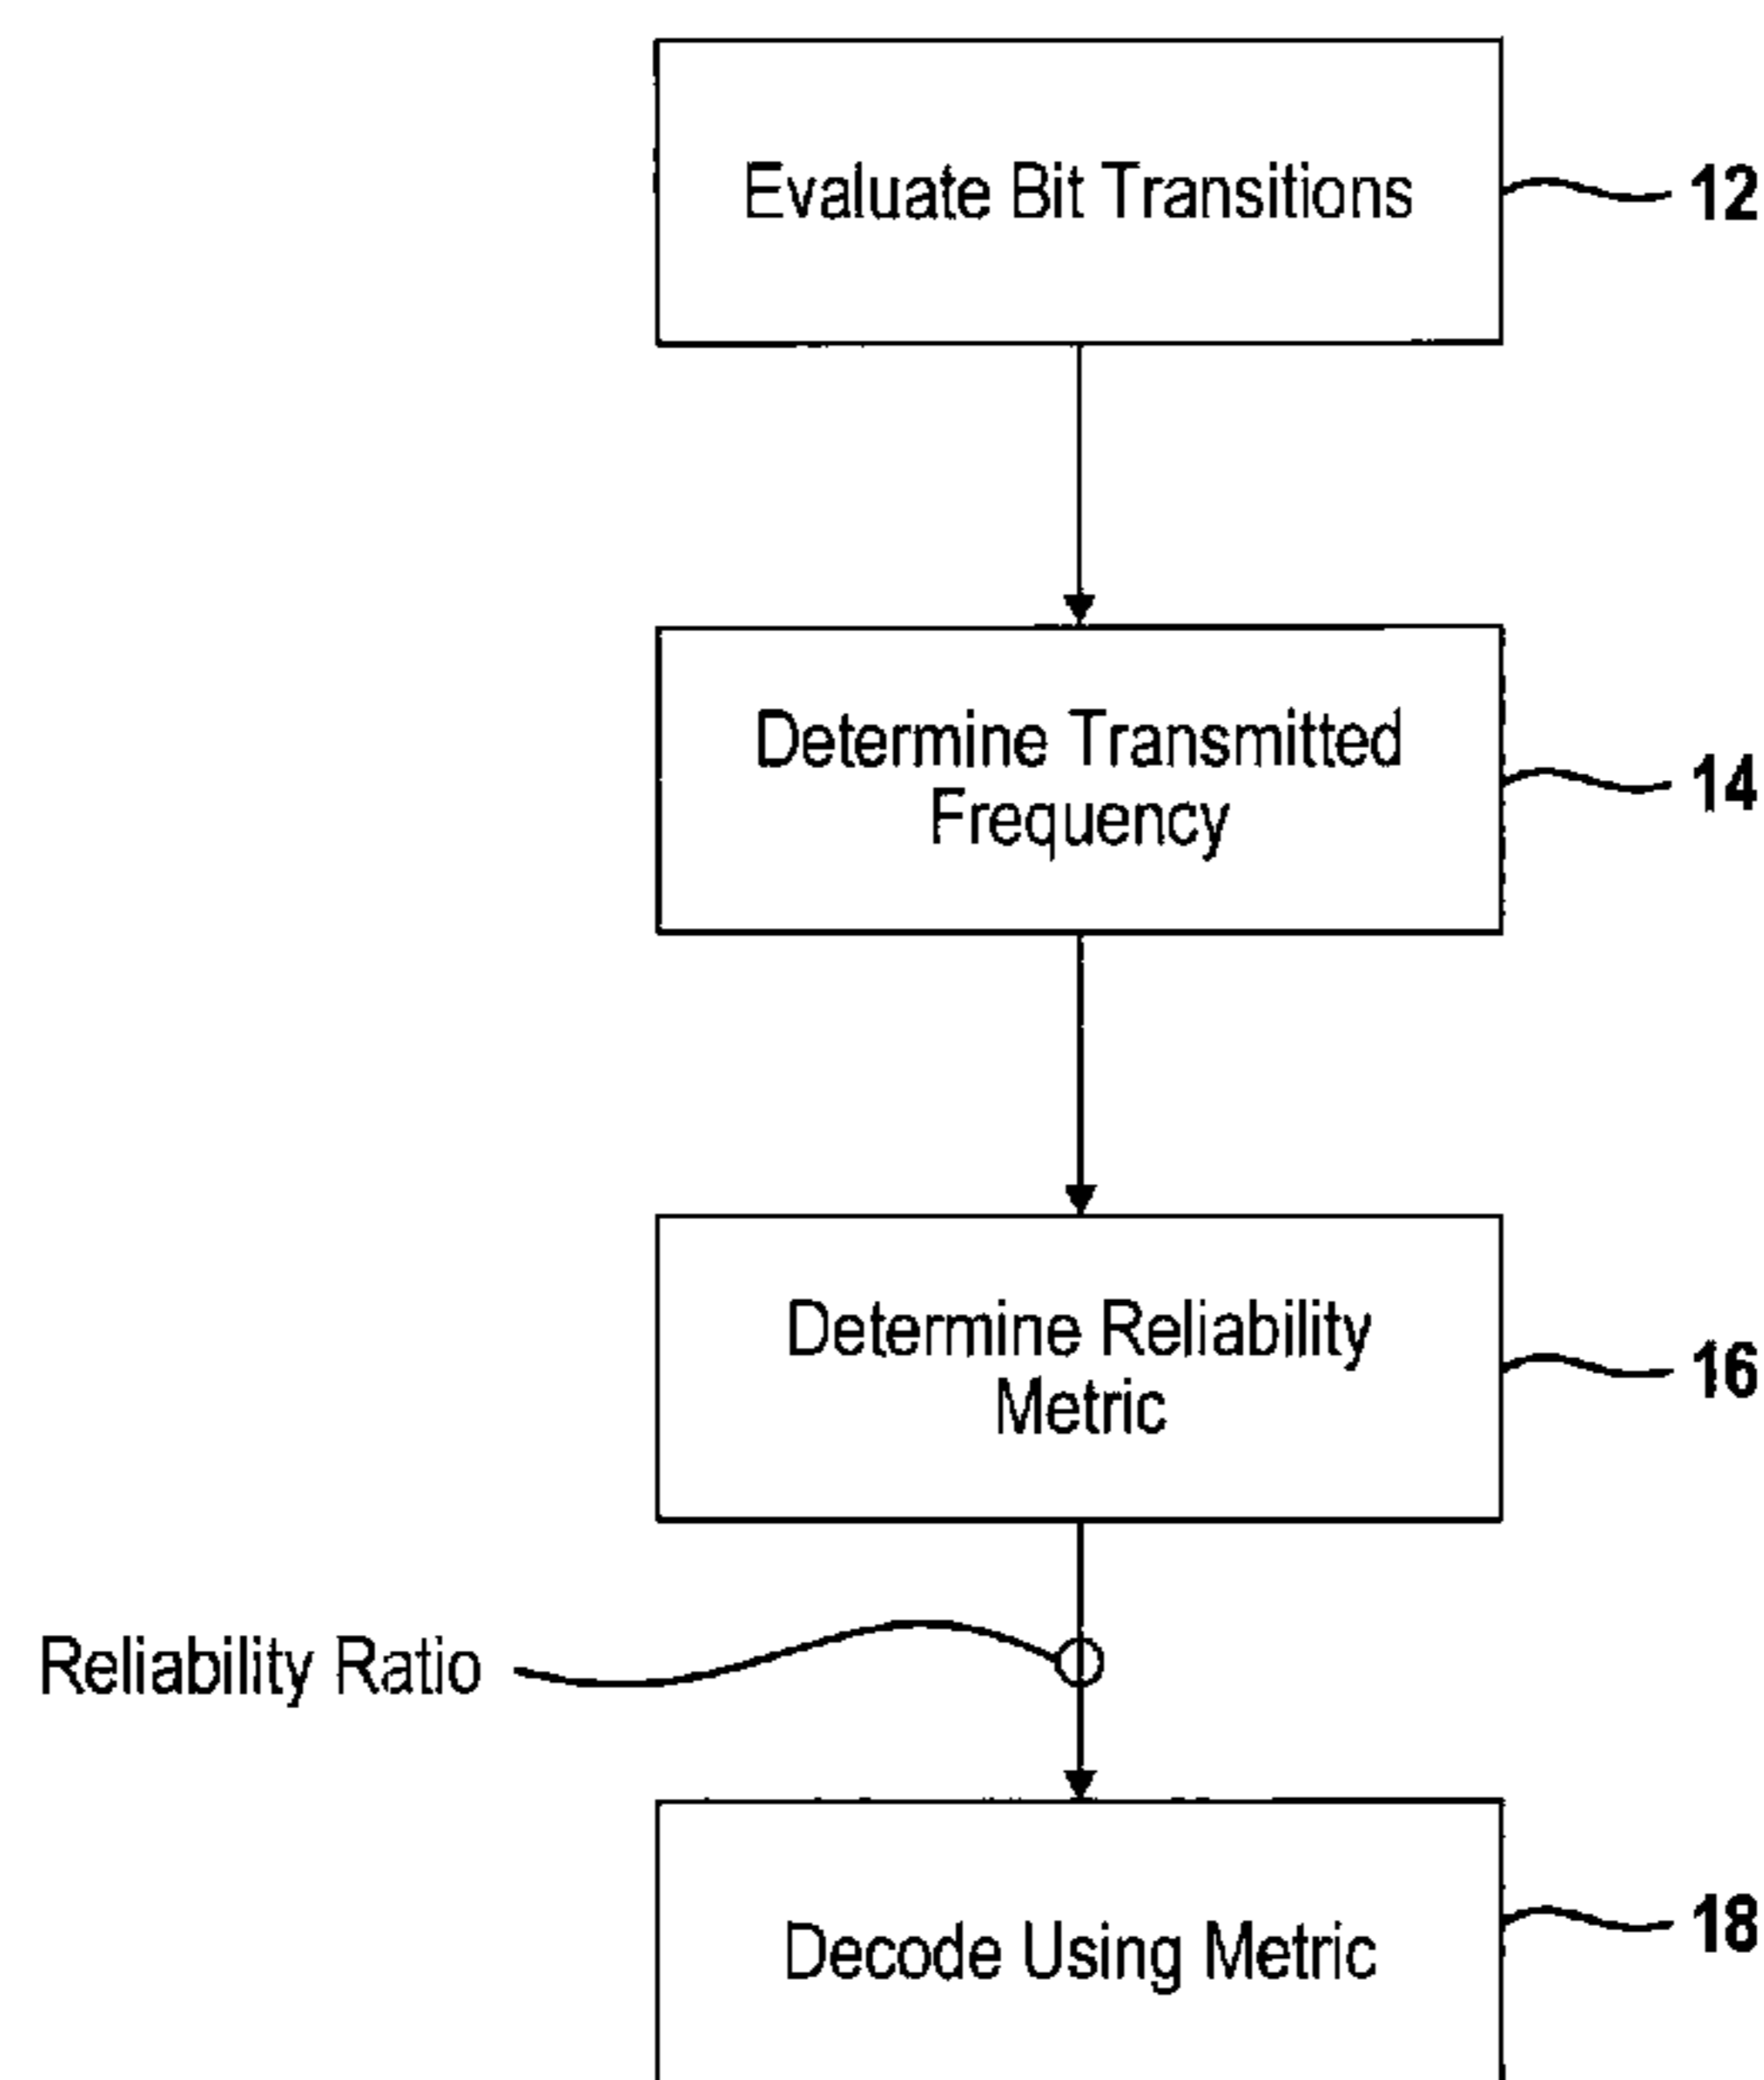 Evaluate Bit Transitions
12
Determine Transmitted
Frequency
14
Determine Reliability
Metric
16
Reliability Ratio
Decode Using Metric
18